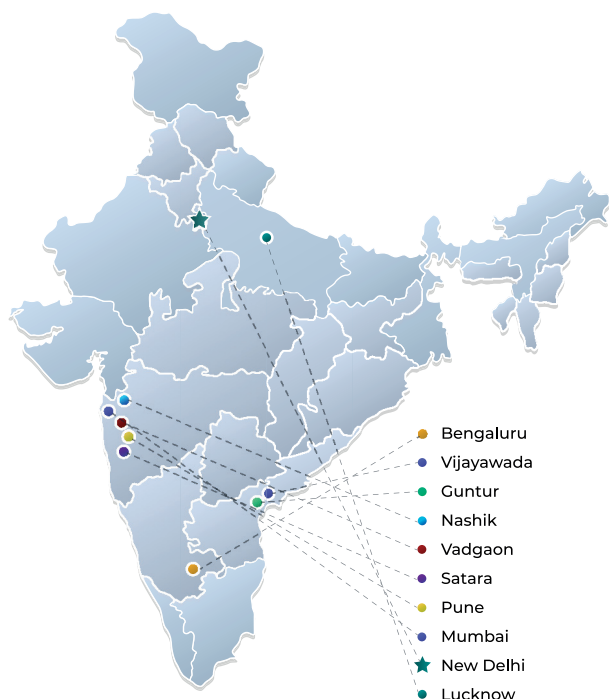 Bengaluru
Vijayawada
Guntur
Nashik
Vadgaon
Satara
Pune
Mumbai
New Delhi
Lucknow